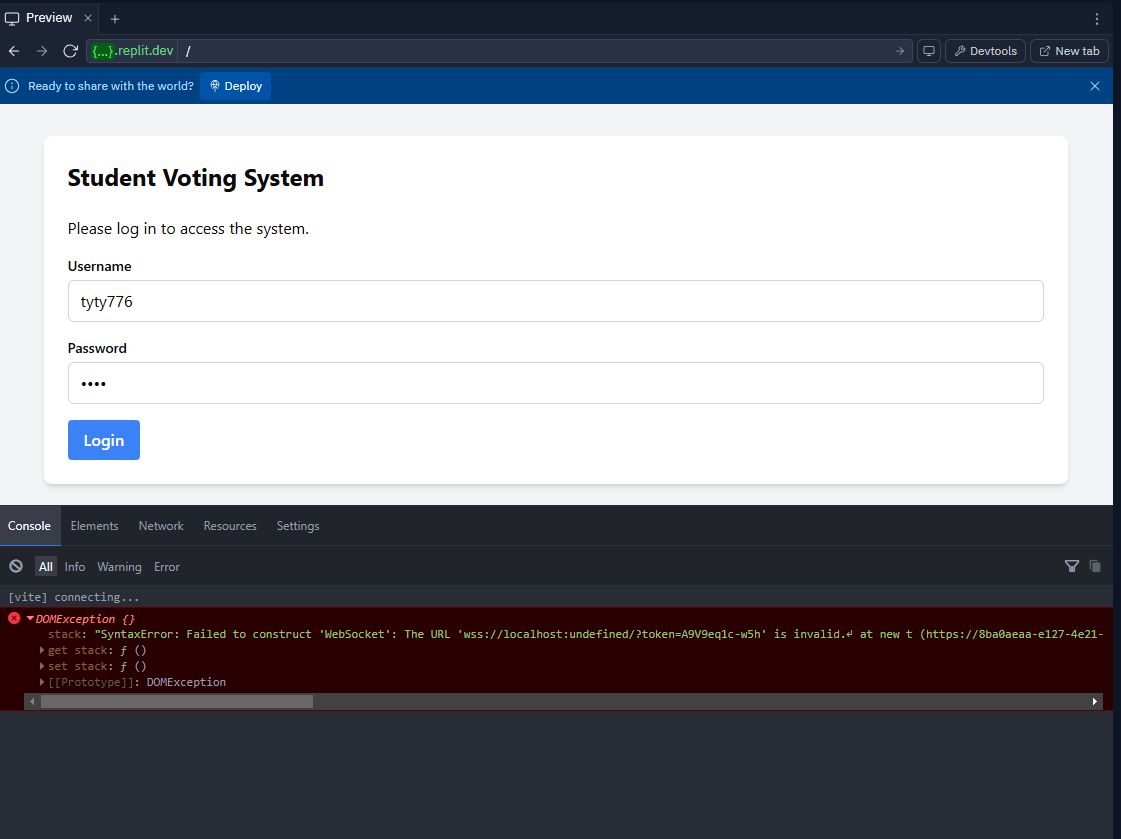 Preview
{...}.replit.dev /
Devtools
New tab
Ready to share with the world? Deploy
Student Voting System
Please log in to access the system.
Username
tyty776
Password
••••
Login
Console Elements Network Resources Settings
All Info Warning Error
[vite] connecting...
DOMException {}
stack: "SyntaxError: Failed to construct 'WebSocket': The URL 'wss://localhost:undefined/?token=A9V9eq1c-w5h' is invalid.↵ at new t (https://8ba0aeaa-e127-4e21-
get stack: ƒ ()
set stack: ƒ ()
[[Prototype]]: DOMException